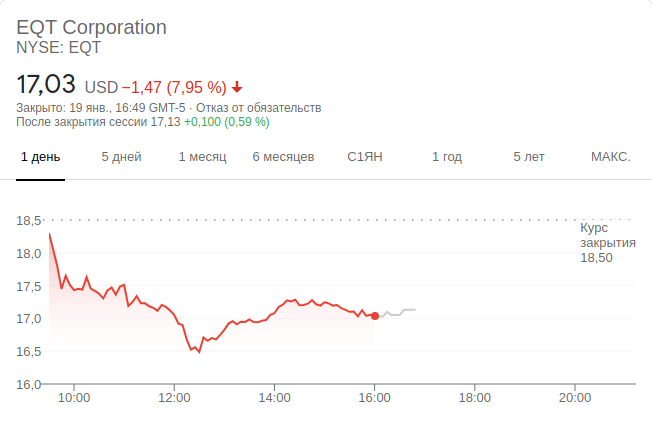 EQT Corporation
NYSE: EQT
17,03 USD −1,47 (7,95 %)
Закрыто: 19 янв., 16:49 GMT-5 · Отказ от обязательств
После закрытия сессии 17,13 +0,100 (0,59 %)
1 день 5 дней 1 месяц 6 месяцев С1ЯН 1 год 5 лет МАКС.
18,5
Курс
закрытия
18,50
18,0
17,5
17,0
16,5
16,0
10:00 12:00 14:00 16:00 18:00 20:00